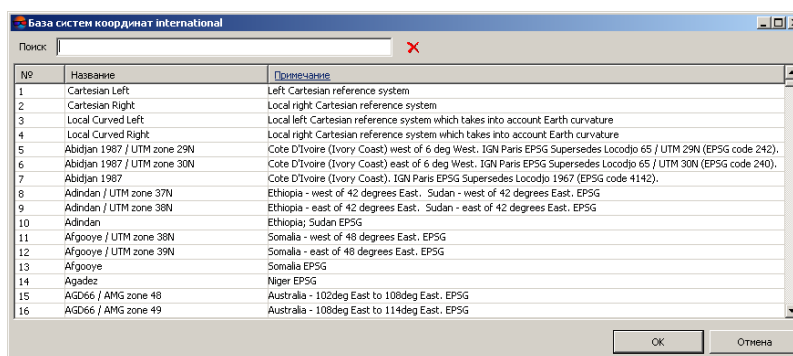 База систем координат international
Поиск
№ Название Примечание
1 Cartesian Left Left Cartesian reference system
2 Cartesian Right Local right Cartesian reference system
3 Local Curved Left Local left Cartesian reference system which takes into account Earth curvature
4 Local Curved Right Local right Cartesian reference system which takes into account Earth curvature
5 Abidjan 1987 / UTM zone 29N Cote D'Ivoire (Ivory Coast) west of 6 deg West. IGN Paris EPSG Supersedes Locodjo 65 / UTM 29N (EPSG code 242).
6 Abidjan 1987 / UTM zone 30N Cote D'Ivoire (Ivory Coast) east of 6 deg West. IGN Paris EPSG Supersedes Locodjo 65 / UTM 30N (EPSG code 240).
7 Abidjan 1987 Cote D'Ivoire (Ivory Coast). IGN Paris EPSG Supersedes Locodjo 1967 (EPSG code 4142).
8 Adindan / UTM zone 37N Ethiopia - west of 42 degrees East. Sudan - west of 42 degrees East. EPSG
9 Adindan / UTM zone 38N Ethiopia - east of 42 degrees East. Sudan - east of 42 degrees East. EPSG
10 Adindan Ethiopia; Sudan EPSG
11 Afgooye / UTM zone 38N Somalia - west of 48 degrees East. EPSG
12 Afgooye / UTM zone 39N Somalia - east of 48 degrees East. EPSG
13 Afgooye Somalia EPSG
14 Agadez Niger EPSG
15 AGD66 / AMG zone 48 Australia - 102deg East to 108deg East. EPSG
16 AGD66 / AMG zone 49 Australia - 108deg East to 114deg East. EPSG
OK Отмена